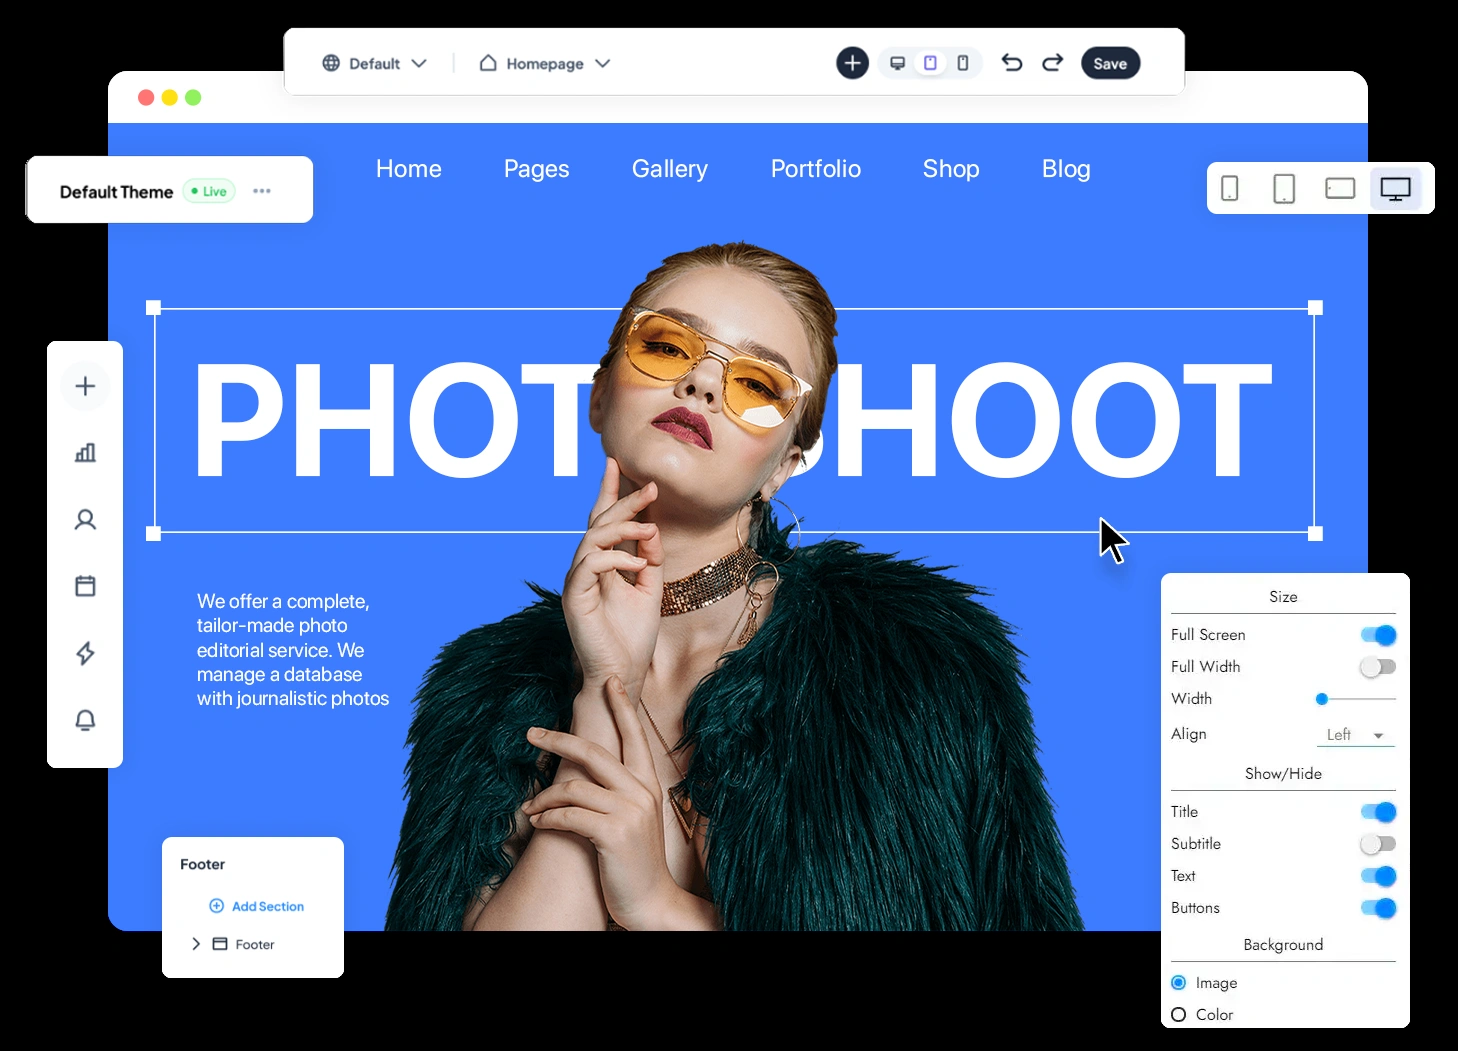 Default
Homepage
Save
Default Theme
Live
Home
Pages
Gallery
Portfolio
Shop
Blog
PHOT SHOOT
We offer a complete,
tailor-made photo
editorial service. We
manage a database
with journalistic photos
Footer
Add Section
Footer
Size
Full Screen
Full Width
Width
Align Left
Show/Hide
Title
Subtitle
Text
Buttons
Background
Image
Color